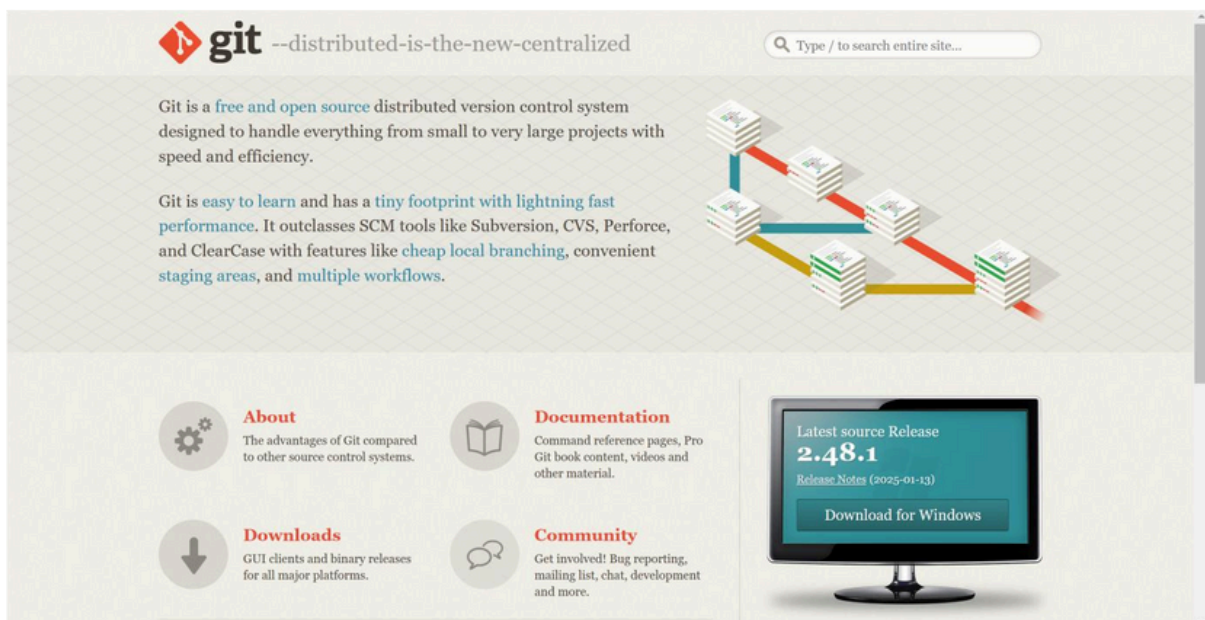 git --distributed-is-the-new-centralized
Type / to search entire site...
Git is a free and open source distributed version control system
designed to handle everything from small to very large projects with
speed and efficiency.
Git is easy to learn and has a tiny footprint with lightning fast
performance. It outclasses SCM tools like Subversion, CVS, Perforce,
and ClearCase with features like cheap local branching, convenient
staging areas, and multiple workflows.
About
The advantages of Git compared
to other source control systems.
Documentation
Command reference pages, Pro
Git book content, videos and
other material.
Downloads
GUI clients and binary releases
for all major platforms.
Community
Get involved! Bug reporting,
mailing list, chat, development
and more.
Latest source Release
2.48.1
Release Notes (2025-01-13)
Download for Windows